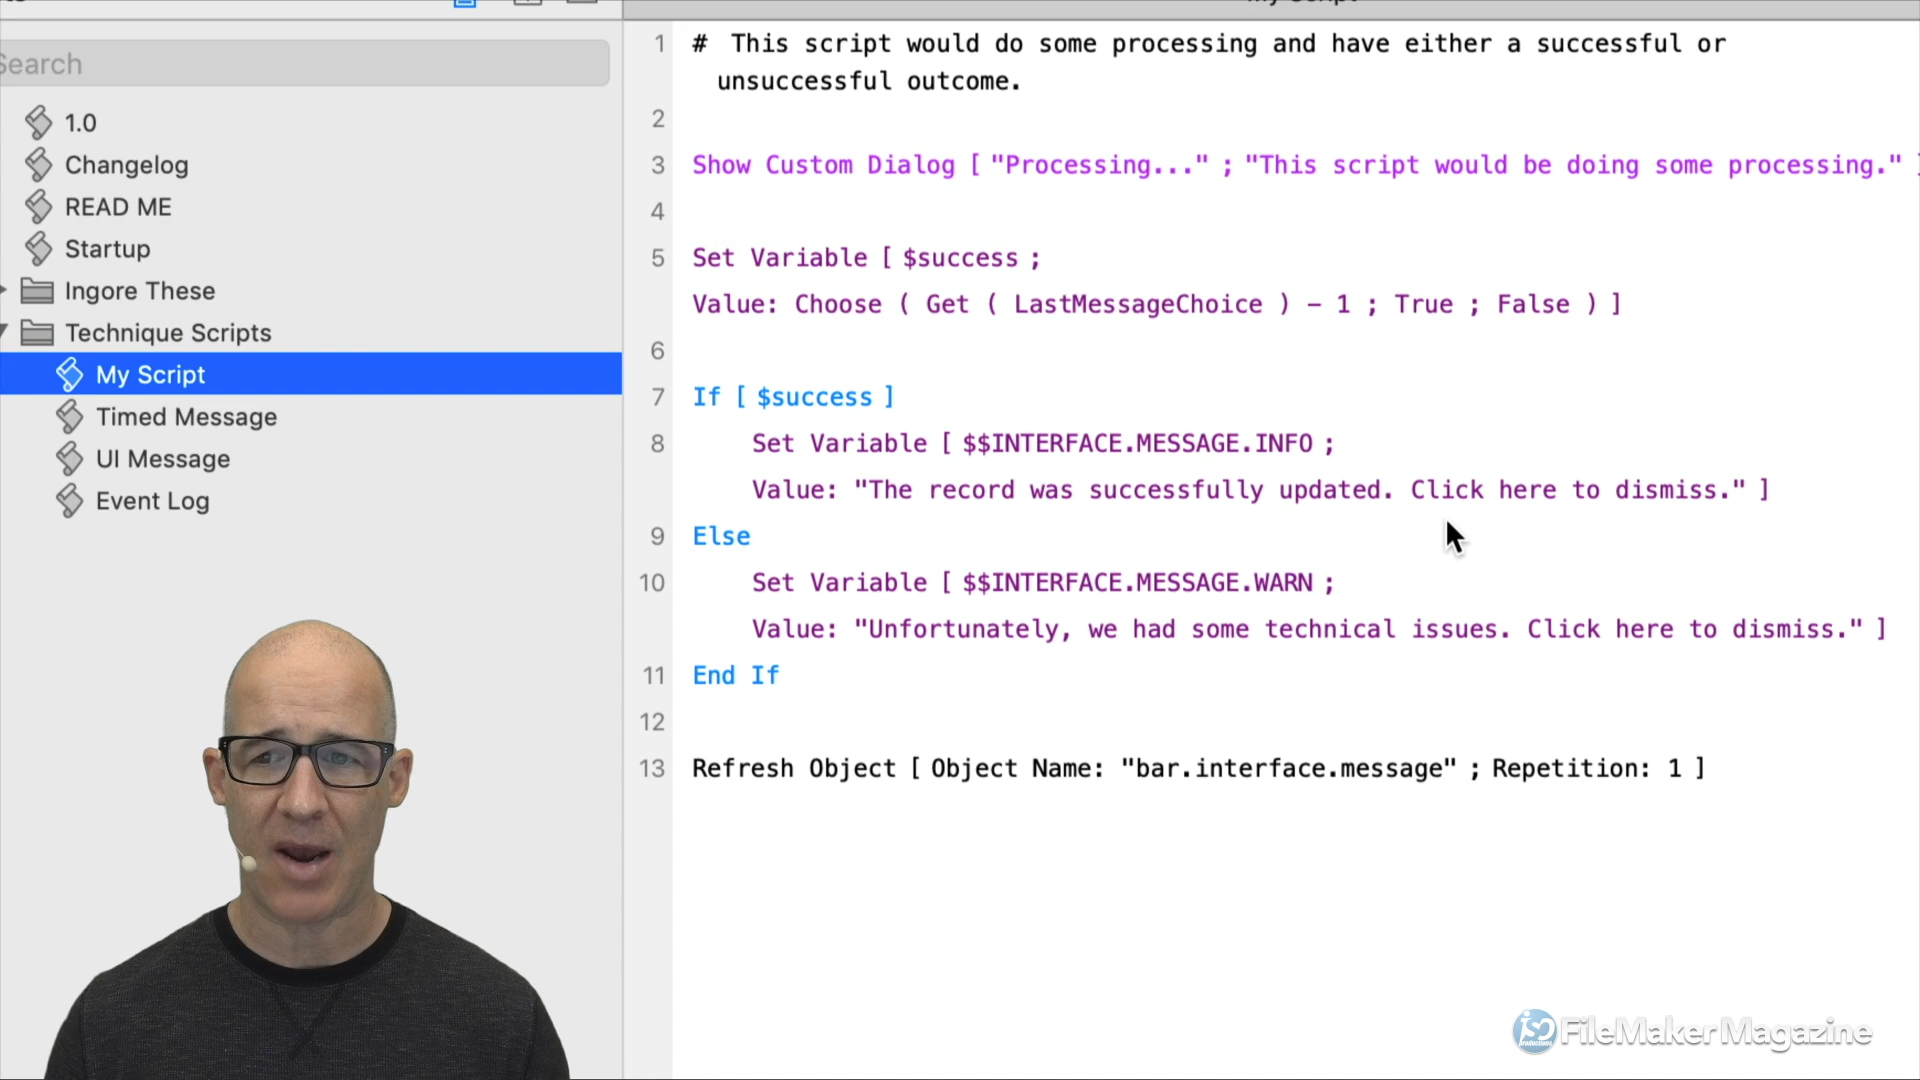 Search
1.0
Changelog
READ ME
Startup
Ingore These
Technique Scripts
My Script
Timed Message
UI Message
Event Log
1 # This script would do some processing and have either a successful or
unsuccessful outcome.
2
3 Show Custom Dialog [ "Processing..." ; "This script would be doing some processing." ]
4
5 Set Variable [ $success ;
Value: Choose ( Get ( LastMessageChoice ) - 1 ; True ; False ) ]
6
7 If [ $success ]
8 Set Variable [ $$INTERFACE.MESSAGE.INFO ;
Value: "The record was successfully updated. Click here to dismiss." ]
9 Else
10 Set Variable [ $$INTERFACE.MESSAGE.WARN ;
Value: "Unfortunately, we had some technical issues. Click here to dismiss." ]
11 End If
12
13 Refresh Object [ Object Name: "bar.interface.message" ; Repetition: 1 ]
iso productions FileMaker Magazine